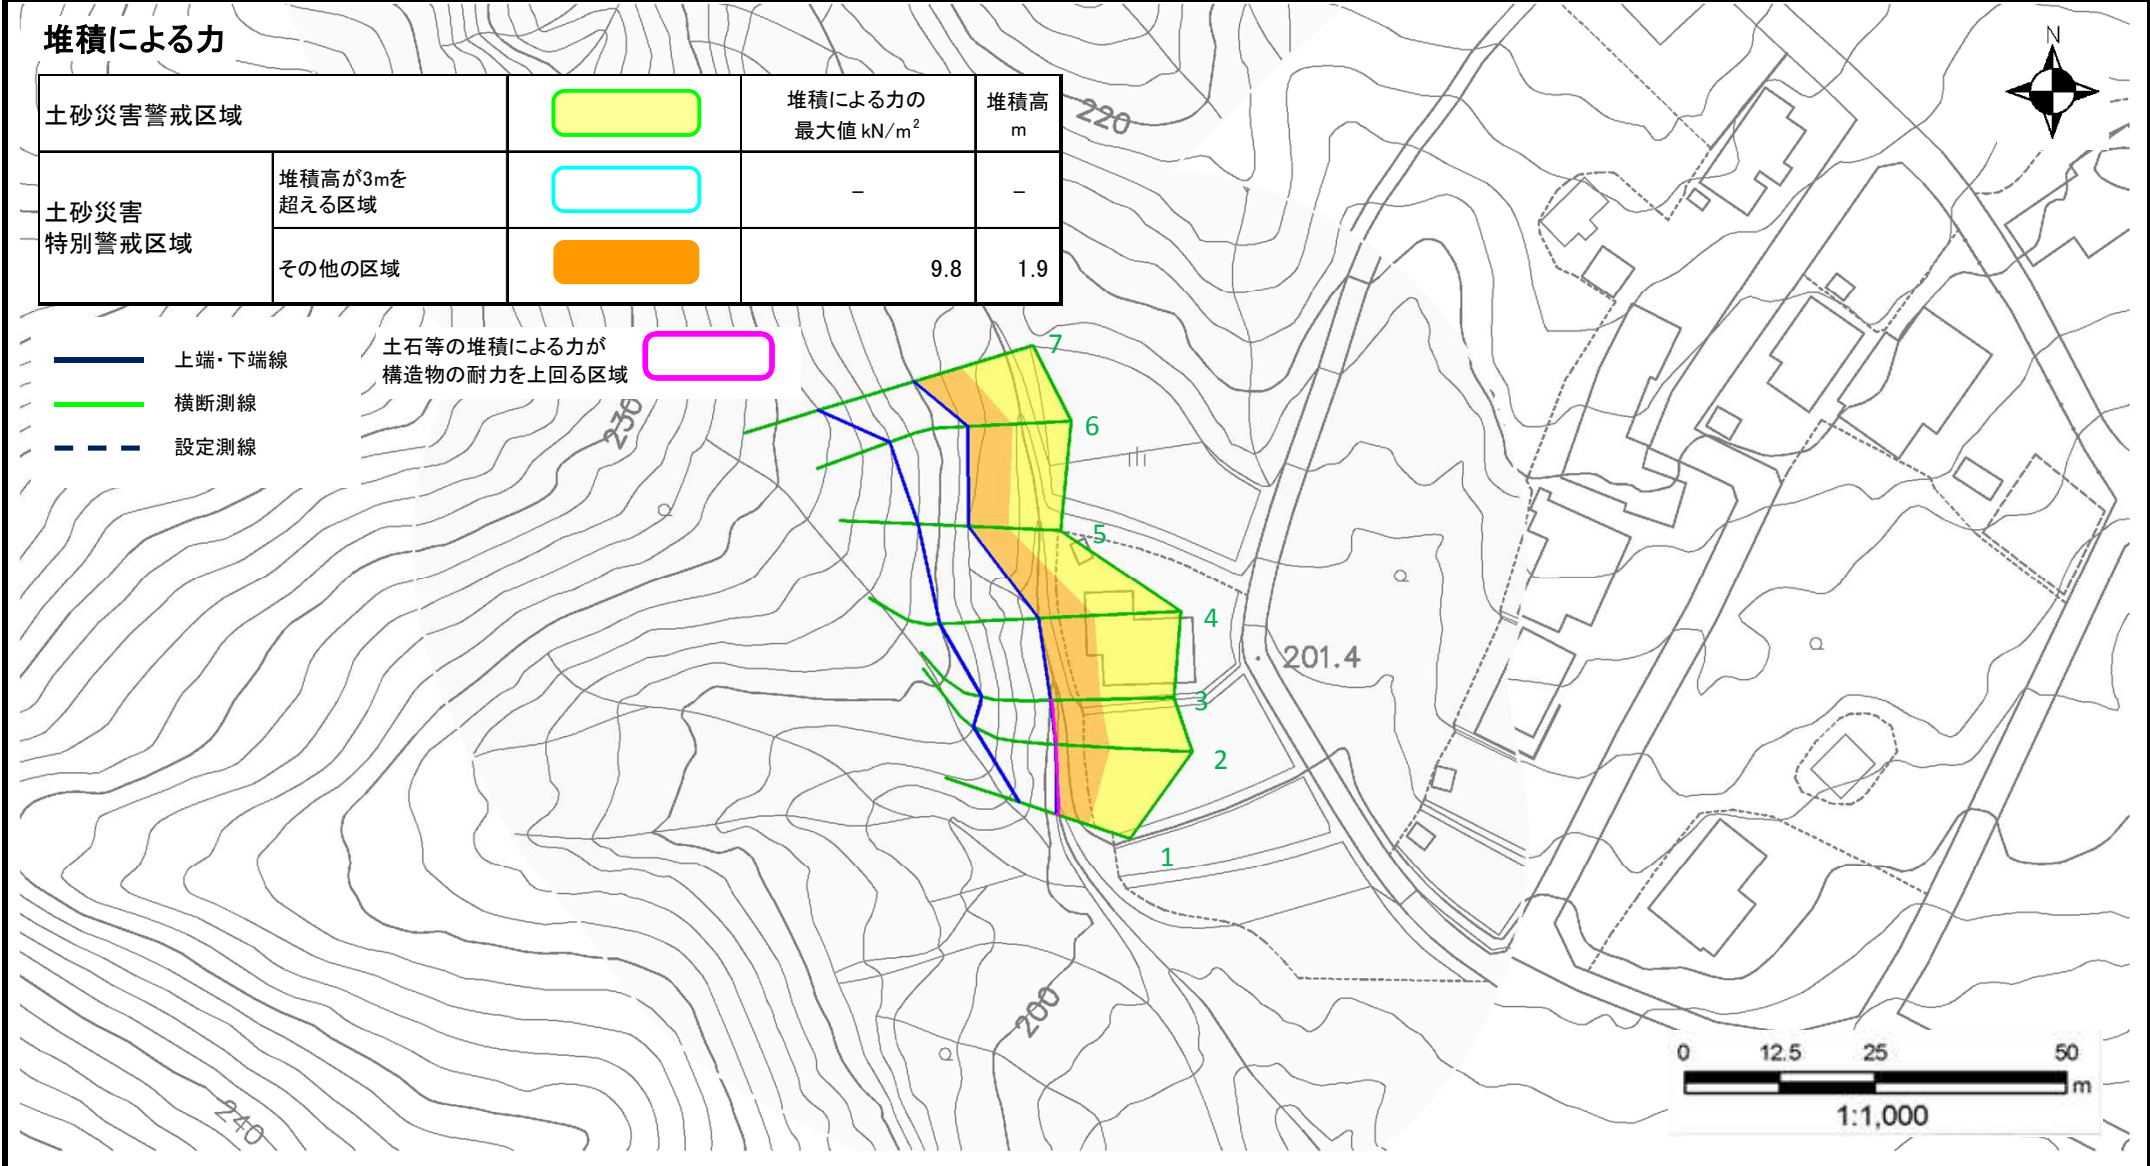 堆積による力
土砂災害警戒区域
堆積による力の
最大値 kN/m²
堆積高
m
土砂災害
特別警戒区域
堆積高が3mを
超える区域
－
－
その他の区域
9.8
1.9
上端・下端線
横断測線
設定測線
土石等の堆積による力が
構造物の耐力を上回る区域
N
220
230
7
6
5
4
3
2
1
201.4
200
240
0 12.5 25 50
m
1:1,000